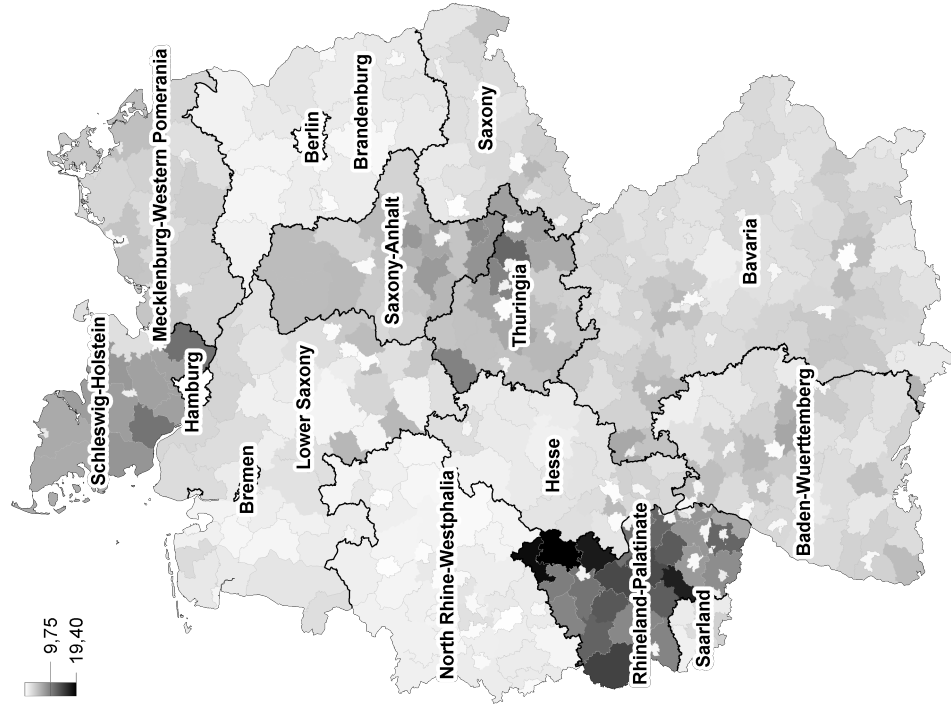 Schleswig-Holstein
Mecklenburg-Western Pomerania
Hamburg
Bremen
Lower Saxony
Berlin
Brandenburg
Saxony-Anhalt
Saxony
North Rhine-Westphalia
Hesse
Thuringia
Rhineland-Palatinate
Saarland
Baden-Wuerttemberg
Bavaria
9,75
19,40